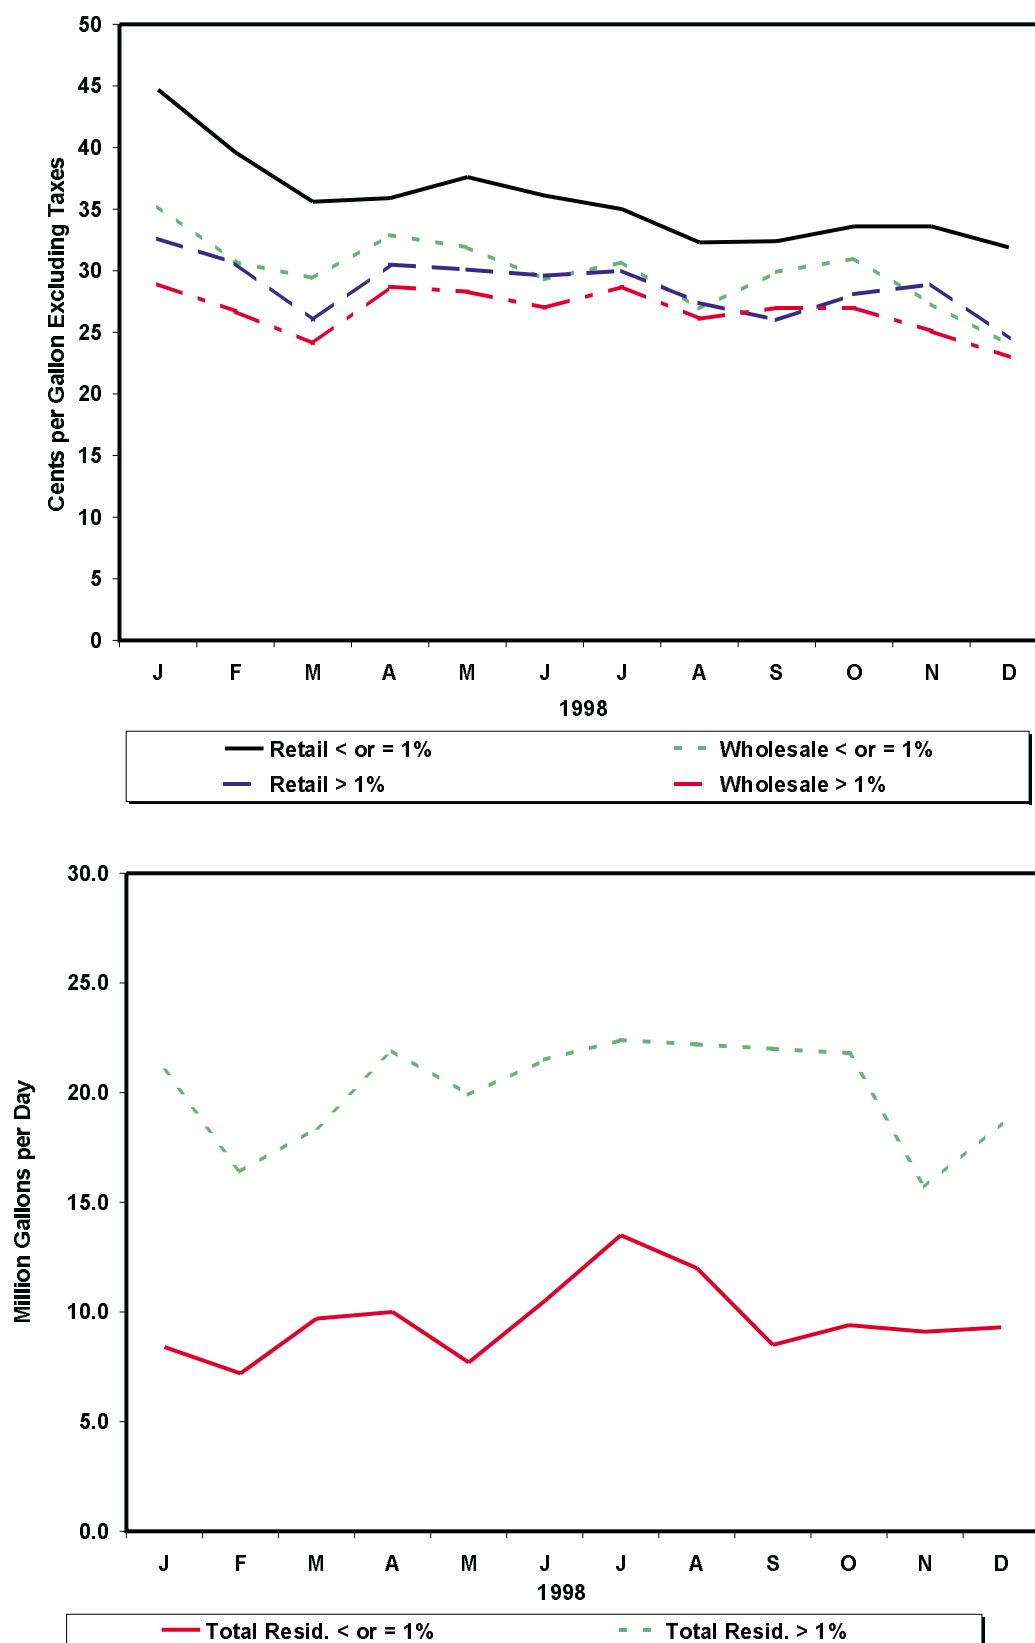 50
45
40
35
30
25
20
15
10
5
0
Cents per Gallon Excluding Taxes
J F M A M J J A S O N D
1998
Retail < or = 1% Wholesale < or = 1%
Retail > 1% Wholesale > 1%
30.0
25.0
20.0
15.0
10.0
5.0
0.0
Million Gallons per Day
J F M A M J J A S O N D
1998
Total Resid. < or = 1% Total Resid. > 1%